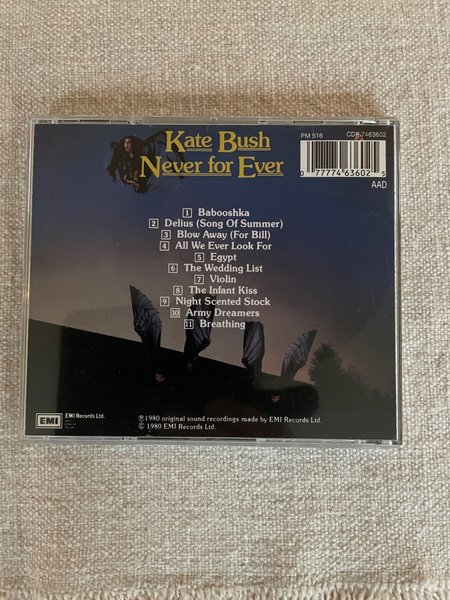 Kate Bush
Never for Ever
PM 516
CDP 7463602
0 77774 63602 5
AAD
1 Babooshka
2 Delius (Song Of Summer)
3 Blow Away (For Bill)
4 All We Ever Look For
5 Egypt
6 The Wedding List
7 Violin
8 The Infant Kiss
9 Night Scented Stock
10 Army Dreamers
11 Breathing
EMI EMI Records Ltd.
℗1980 original sound recordings made by EMI Records Ltd.
© 1980 EMI Records Ltd.